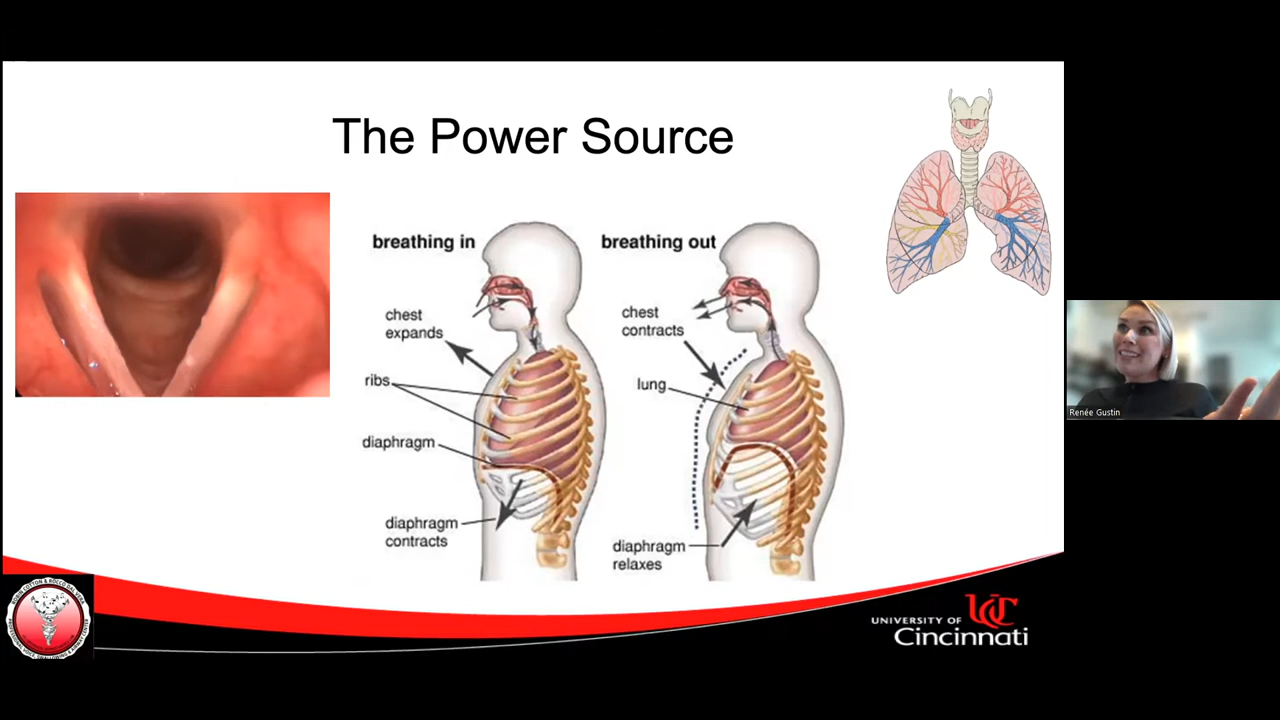 The Power Source
breathing in
breathing out
chest
expands
chest
contracts
ribs
lung
diaphragm
diaphragm
contracts
diaphragm
relaxes
UNIVERSITY OF
Cincinnati
UC
Renée Gustin